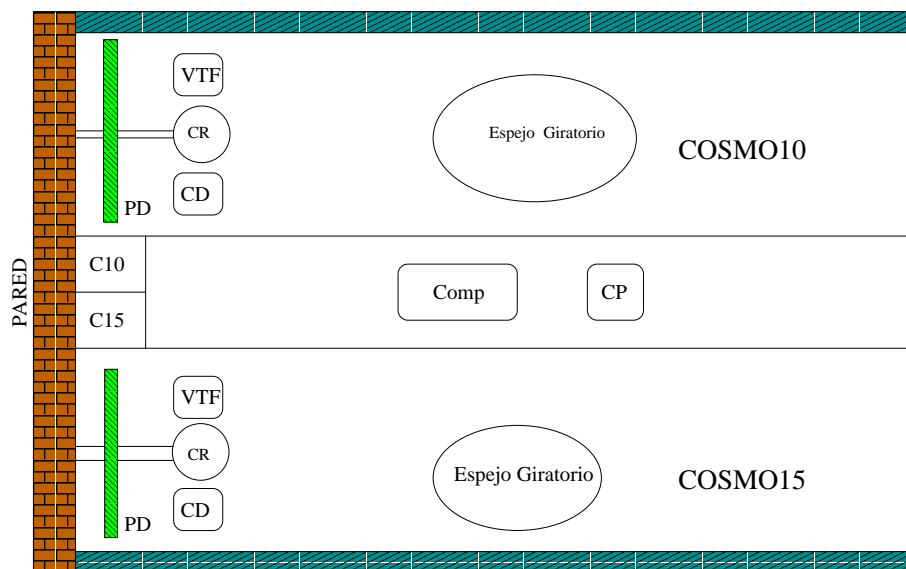 VTF
CR
Espejo Giratorio
COSMO10
CD
PD
PARED
C10
Comp
CP
C15
VTF
CR
Espejo Giratorio
COSMO15
CD
PD